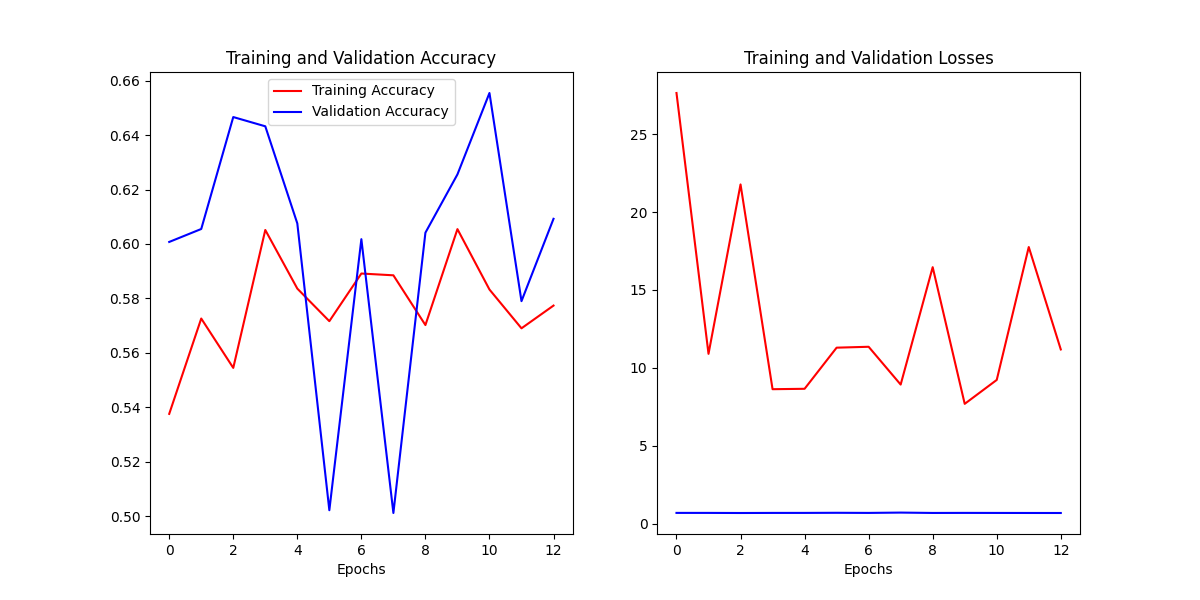 Training and Validation Accuracy
Training Accuracy
Validation Accuracy
0.66
0.64
0.62
0.60
0.58
0.56
0.54
0.52
0.50
0 2 4 6 8 10 12
Epochs
Training and Validation Losses
25
20
15
10
5
0
0 2 4 6 8 10 12
Epochs